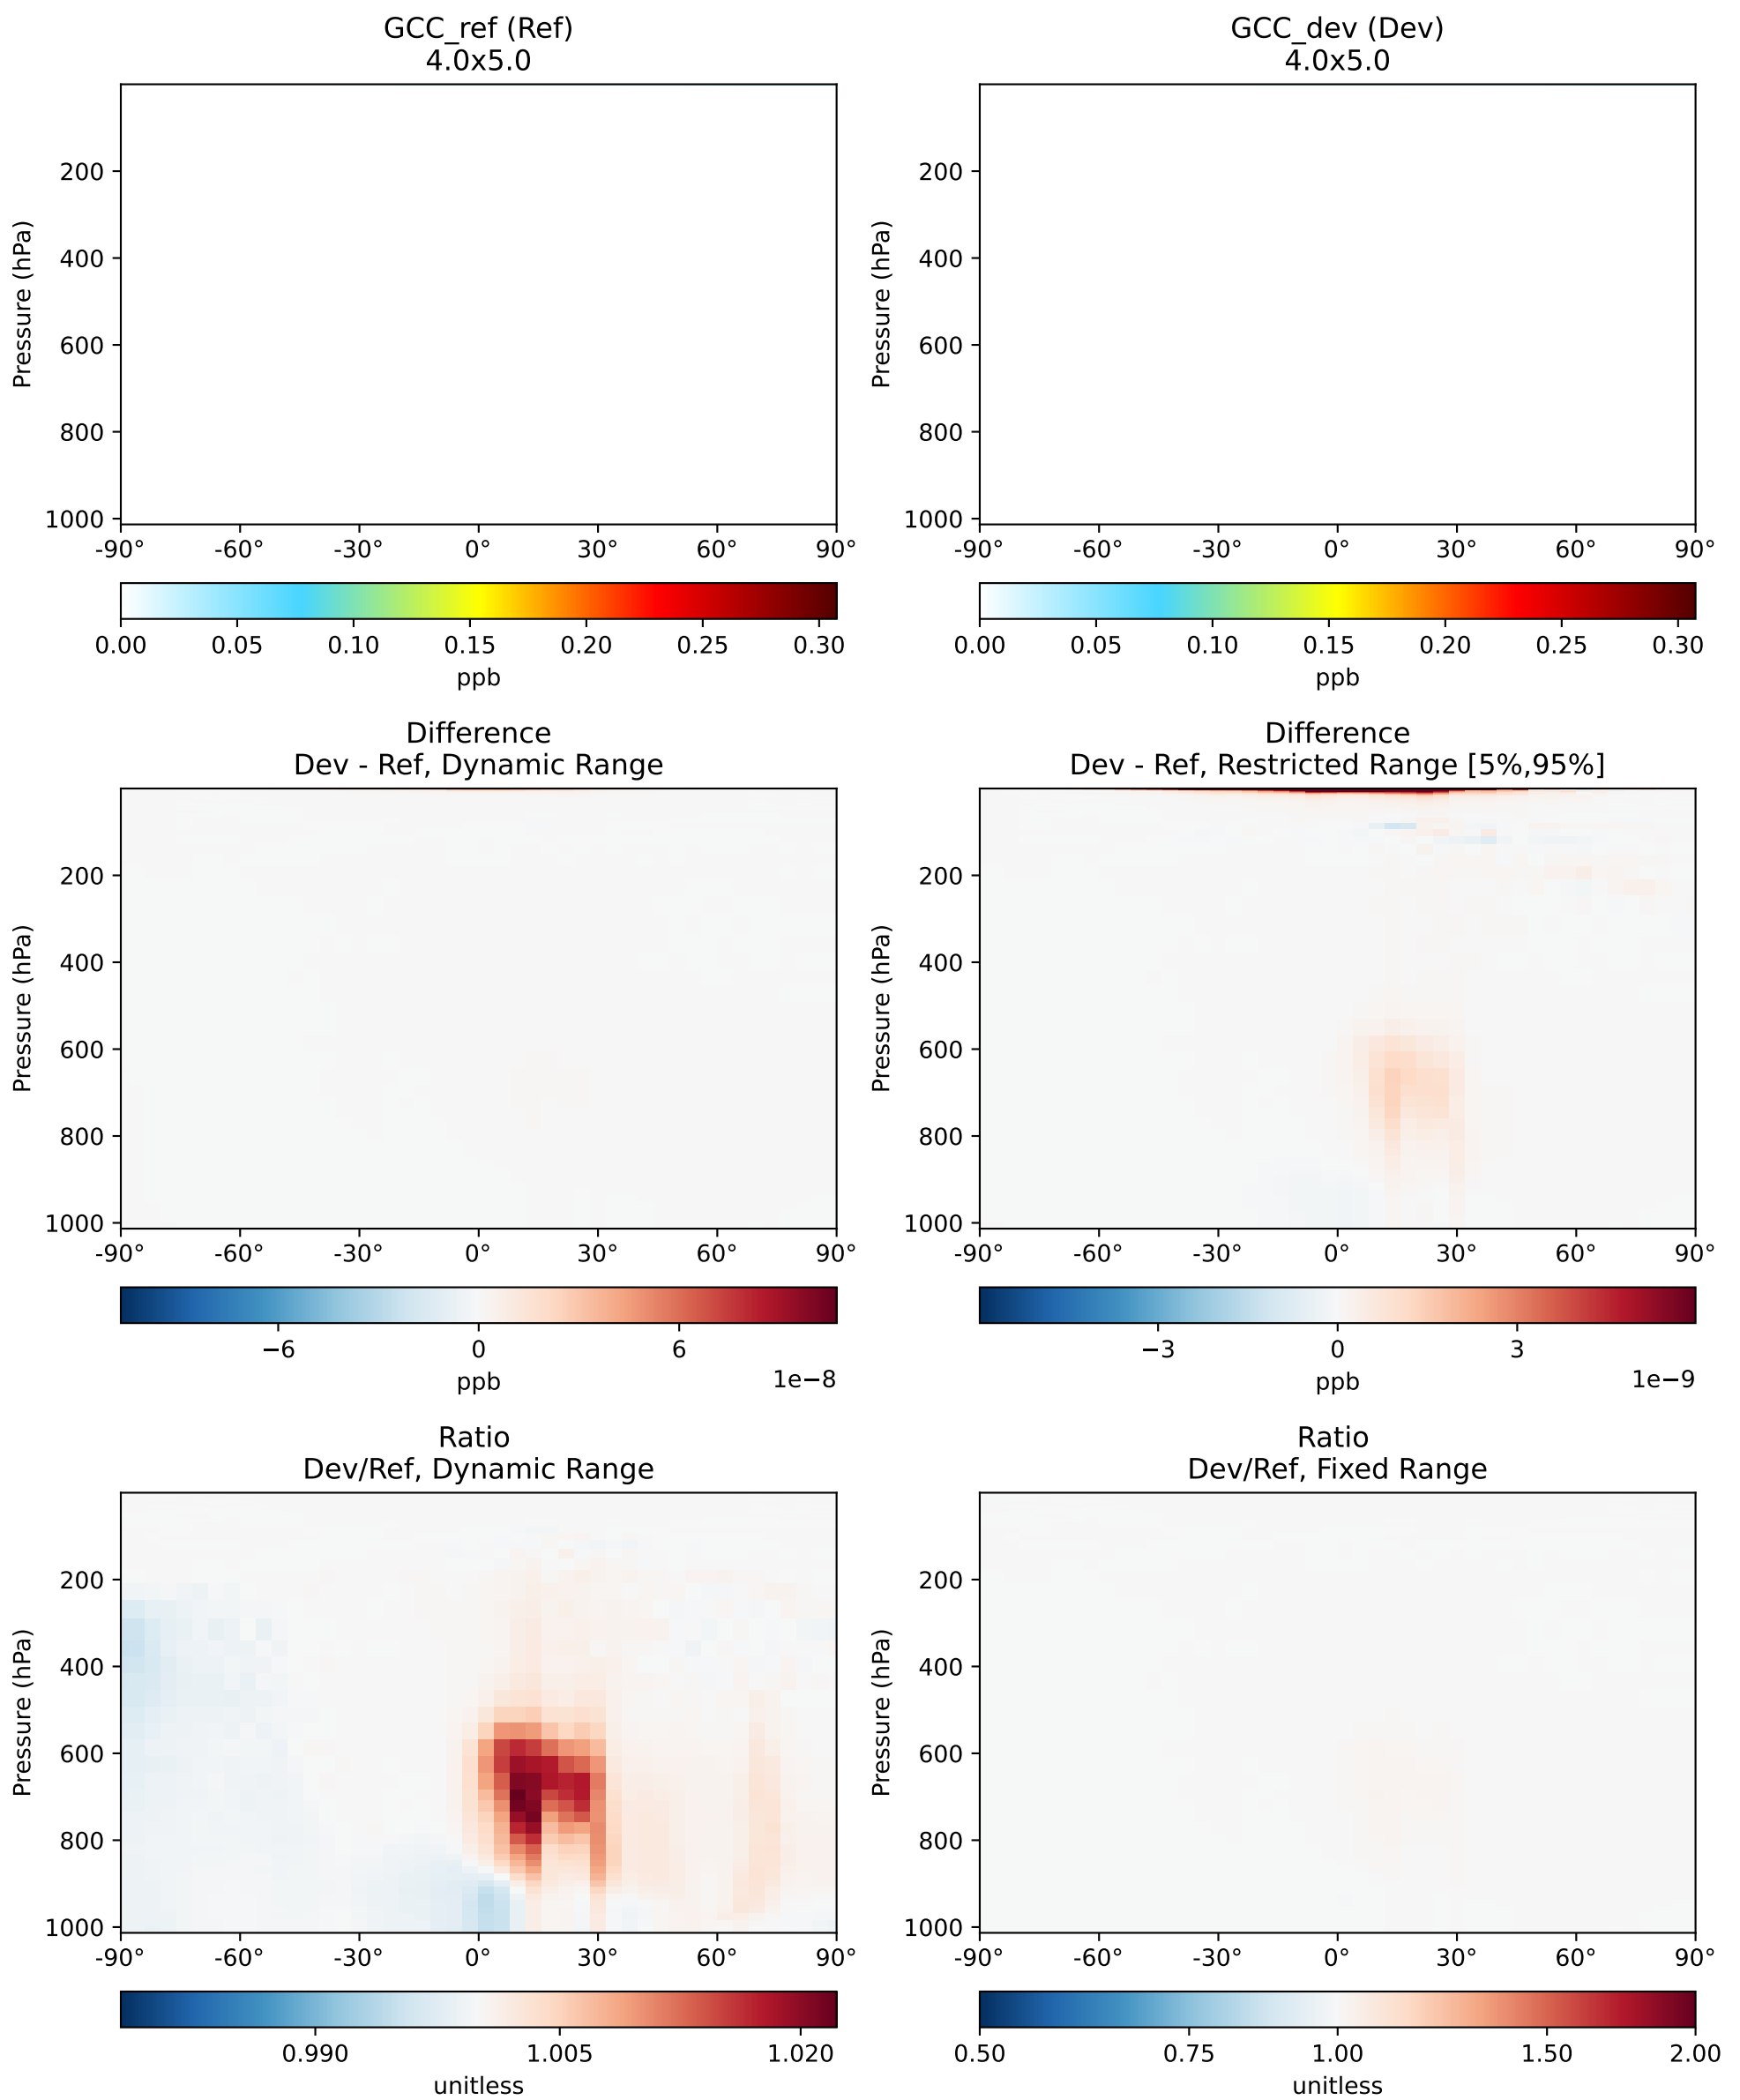 GCC_ref (Ref)
4.0x5.0
GCC_dev (Dev)
4.0x5.0
Pressure (hPa)
200
400
600
800
1000
-90° -60° -30° 0° 30° 60° 90°
0.00 0.05 0.10 0.15 0.20 0.25 0.30
ppb
Pressure (hPa)
200
400
600
800
1000
-90° -60° -30° 0° 30° 60° 90°
0.00 0.05 0.10 0.15 0.20 0.25 0.30
ppb
Difference
Dev - Ref, Dynamic Range
Difference
Dev - Ref, Restricted Range [5%,95%]
Pressure (hPa)
200
400
600
800
1000
-90° -60° -30° 0° 30° 60° 90°
−6 0 6
ppb
1e−8
Pressure (hPa)
200
400
600
800
1000
-90° -60° -30° 0° 30° 60° 90°
−3 0 3
ppb
1e−9
Ratio
Dev/Ref, Dynamic Range
Ratio
Dev/Ref, Fixed Range
Pressure (hPa)
200
400
600
800
1000
-90° -60° -30° 0° 30° 60° 90°
0.990 1.005 1.020
unitless
Pressure (hPa)
200
400
600
800
1000
-90° -60° -30° 0° 30° 60° 90°
0.50 0.75 1.00 1.50 2.00
unitless